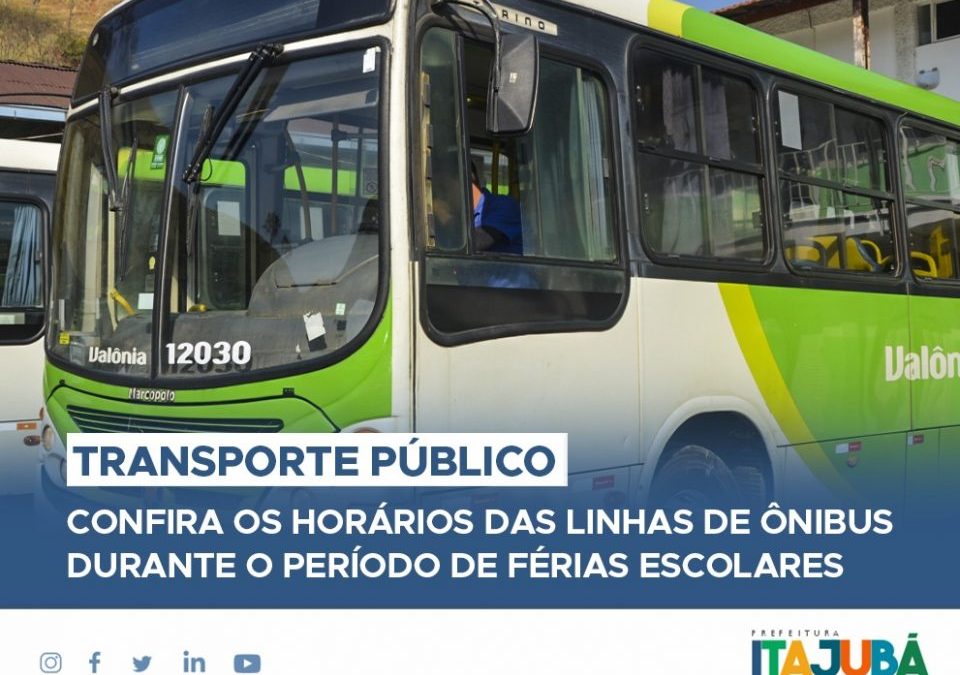 Valônia 12030
Marcopolo
Valôn
TRANSPORTE PÚBLICO
CONFIRA OS HORÁRIOS DAS LINHAS DE ÔNIBUS
DURANTE O PERÍODO DE FÉRIAS ESCOLARES
PREFEITURA
ITAJUBÁ